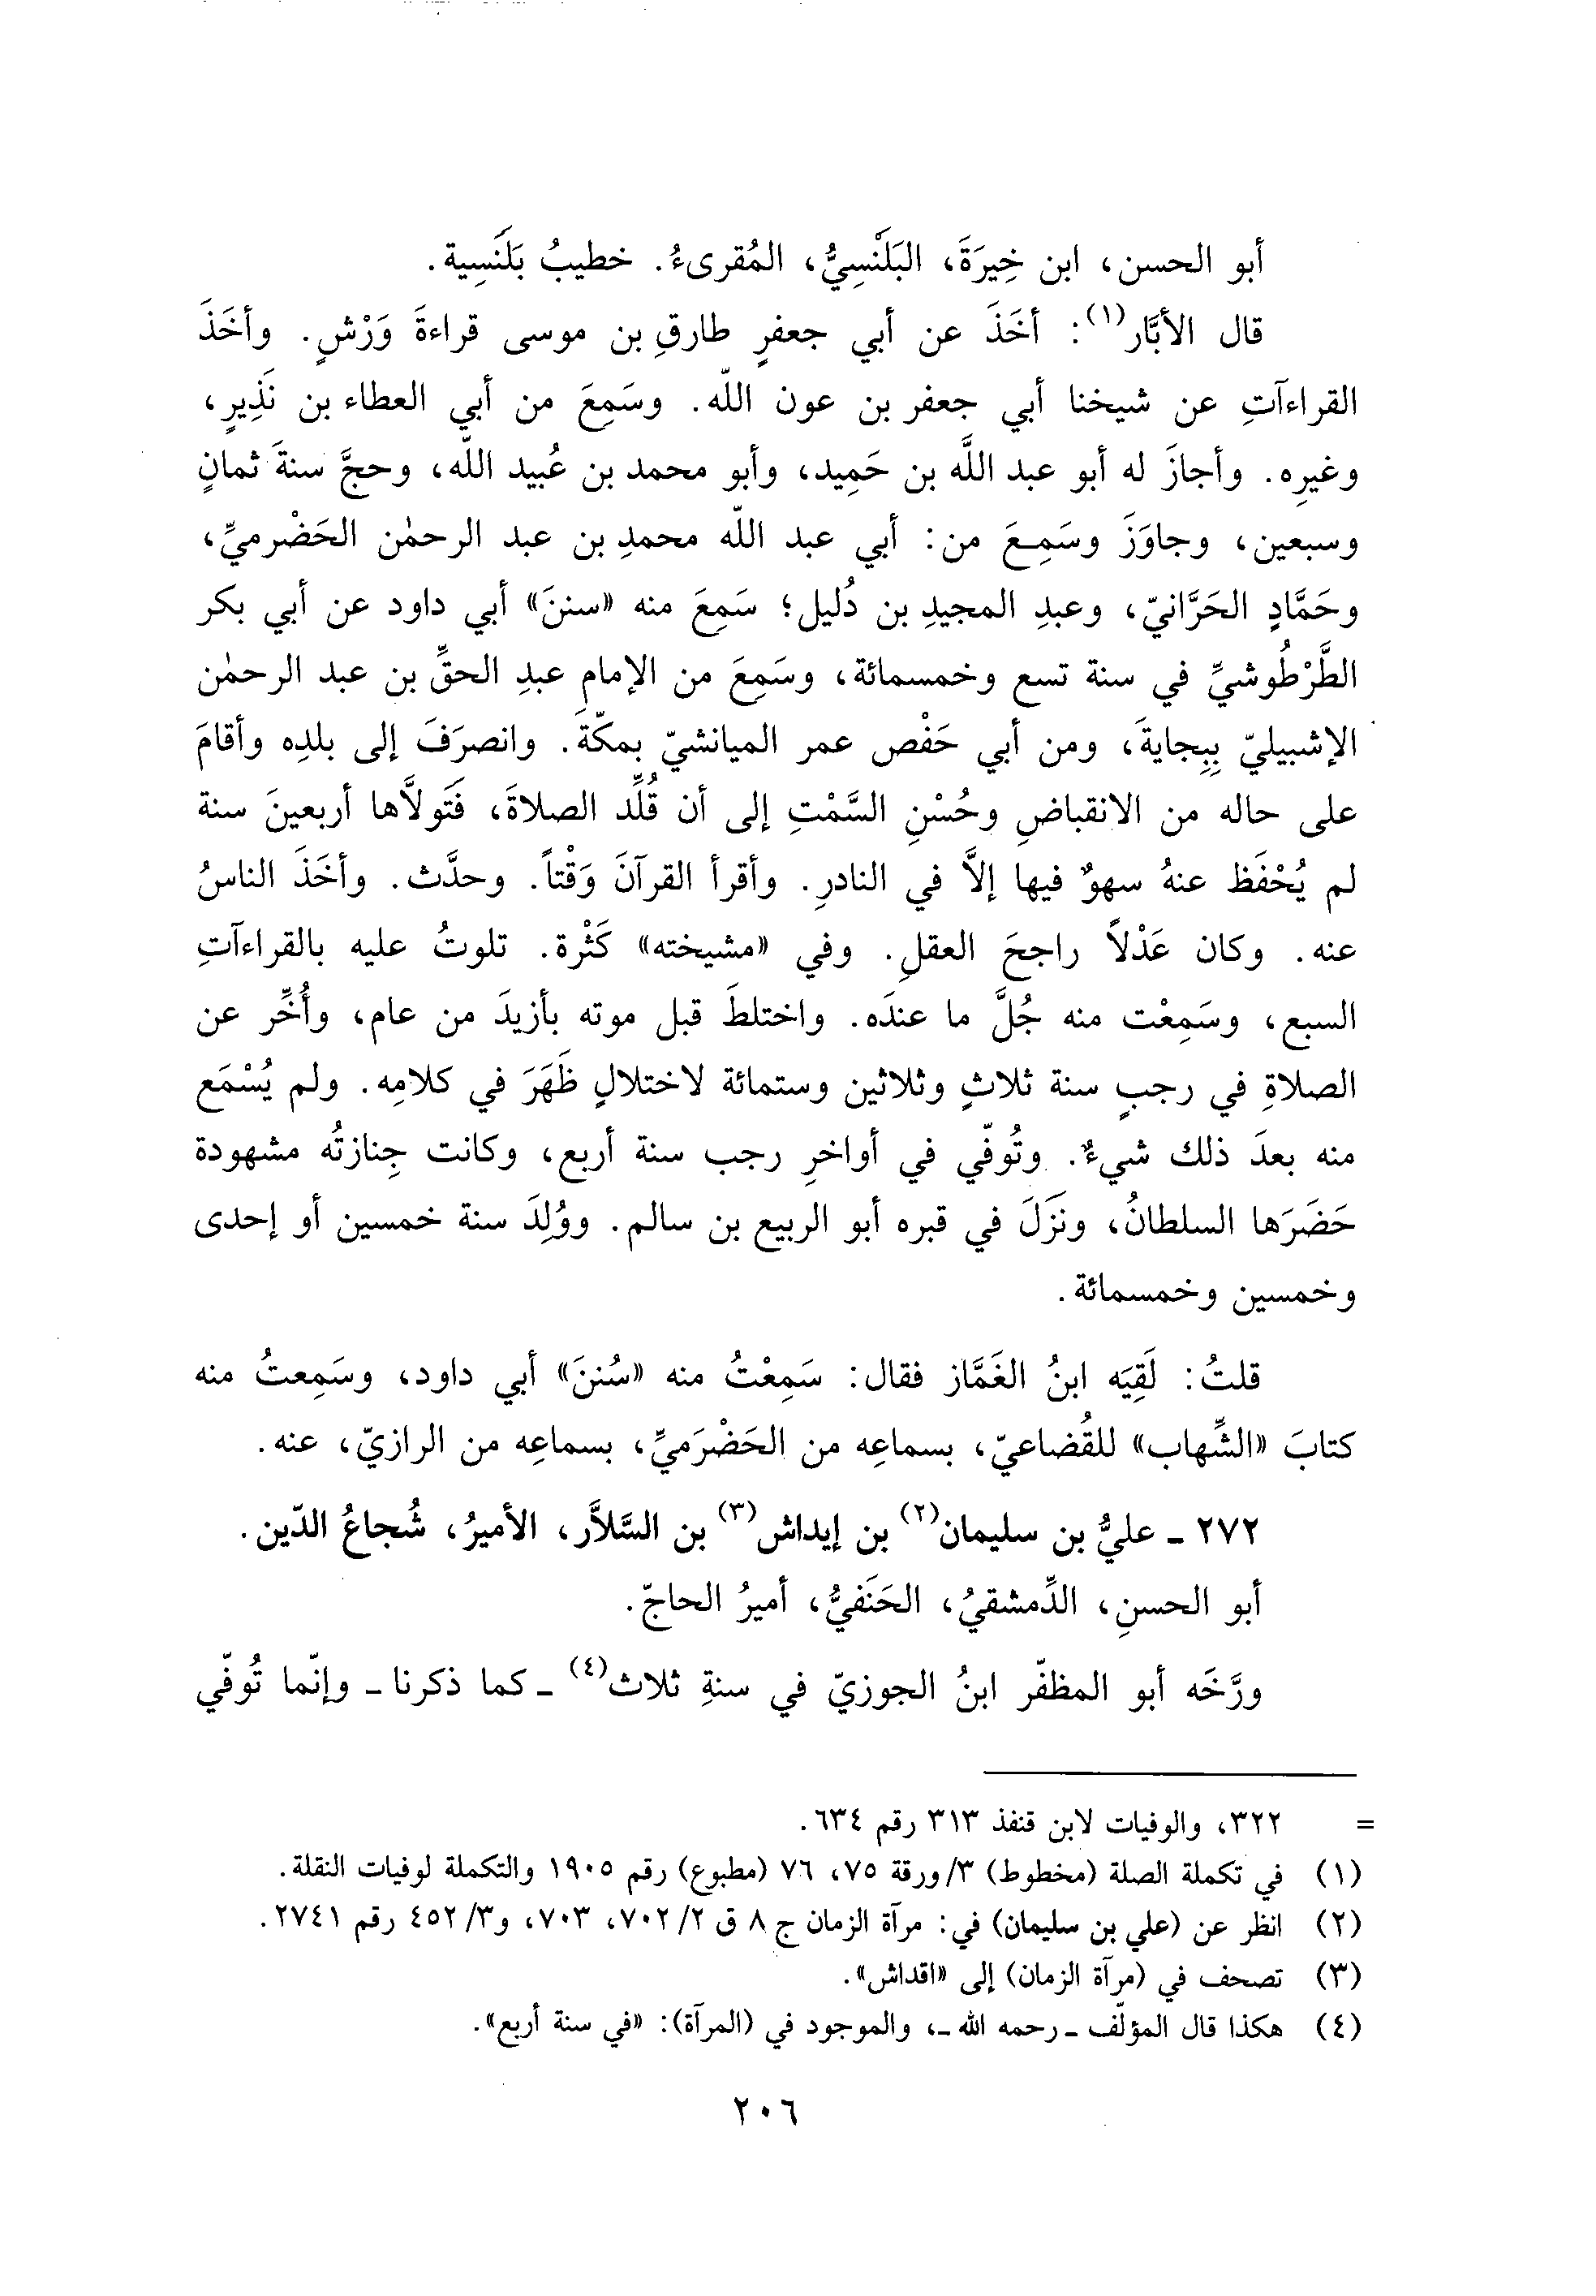 أبو الحسن، ابن خِيرَةَ، البَلَنْسِيُّ، المُقرىءُ. خطيبُ بَلَنَسِية.
قال الأبَّار(١): أخَذَ عن أبي جعفرٍ طارقِ بن موسى قراءةَ وَرْشٍ. وأخَذَ
القراءآتِ عن شيخنا أبي جعفر بن عون اللّه. وسَمِعَ من أبي العطاء بن نَذِيرٍ،
وغيرِه. وأجازَ له أبو عبد اللَّه بن حَمِيد، وأبو محمد بن عُبيد اللّه، وحجَّ سنةَ ثمانٍ
وسبعين، وجاوَزَ وسَمِعَ من: أبي عبد اللّه محمدِ بن عبد الرحمٰن الحَضْرميِّ،
وحَمَّادٍ الحَرَّانيّ، وعبدِ المجيدِ بن دُليل؛ سَمِعَ منه «سننَ» أبي داود عن أبي بكر
الطَّرْطُوشيِّ في سنة تسع وخمسمائة، وسَمِعَ من الإمامِ عبدِ الحقِّ بن عبد الرحمٰن
الإشبيليّ بِبِجايةَ، ومن أبي حَفْص عمر الميانشيّ بمكّةَ. وانصرَفَ إلى بلدِه وأقامَ
على حاله من الانقباضِ وحُسْنِ السَّمْتِ إلى أن قُلِّد الصلاةَ، فَتَولاَّها أربعينَ سنة
لم يُحْفَظ عنهُ سهوٌ فيها إلاَّ في النادرِ. وأقرأ القرآنَ وَقْتاً. وحدَّث. وأخَذَ الناسُ
عنه. وكان عَدْلاً راجحَ العقلِ. وفي «مشيخته» كَثْرة. تلوتُ عليه بالقراءآتِ
السبع، وسَمِعْت منه جُلَّ ما عندَه. واختلطَ قبل موته بأزيدَ من عام، وأُخِّر عن
الصلاةِ في رجبٍ سنة ثلاثٍ وثلاثين وستمائة لاختلالٍ ظَهَرَ في كلامِه. ولم يُسْمَع
منه بعدَ ذلك شيءٌ. وتُوفّي في أواخرِ رجب سنة أربع، وكانت جِنازتُه مشهودة
حَضَرَها السلطانُ، ونَزَلَ في قبره أبو الربيع بن سالم. ووُلِدَ سنة خمسين أو إحدى
وخمسين وخمسمائة.
قلتُ: لَقِيَه ابنُ الغَمَّاز فقال: سَمِعْتُ منه «سُننَ» أبي داود، وسَمِعتُ منه
كتابَ «الشِّهاب» للقُضاعيّ، بسماعِه من الحَضْرَميِّ، بسماعِه من الرازيّ، عنه.
٢٧٢ ـ عليُّ بن سليمان(٢) بن إيداش(٣) بن السَّلاَّر، الأميرُ، شُجاعُ الدّين.
أبو الحسنِ، الدِّمشقيُ، الحَنَفيُّ، أميرُ الحاجّ.
ورَّخَه أبو المظفّر ابنُ الجوزيّ في سنةِ ثلاث(٤) ـ كما ذكرنا ـ وإنّما تُوفّي
= ٣٢٢، والوفيات لابن قنفذ ٣١٣ رقم ٦٣٤.
(١) في تكملة الصلة (مخطوط) ٣/ ورقة ٧٥، ٧٦ (مطبوع) رقم ١٩٠٥ والتكملة لوفيات النقلة.
(٢) انظر عن (علي بن سليمان) في: مرآة الزمان ج ٨ ق ٢/ ٧٠٢، ٧٠٣، و٣/ ٤٥٢ رقم ٢٧٤١.
(٣) تصحف في (مرآة الزمان) إلى «اقداش».
(٤) هكذا قال المؤلّف ـ رحمه الله ـ، والموجود في (المرآة): «في سنة أربع».
٢٠٦